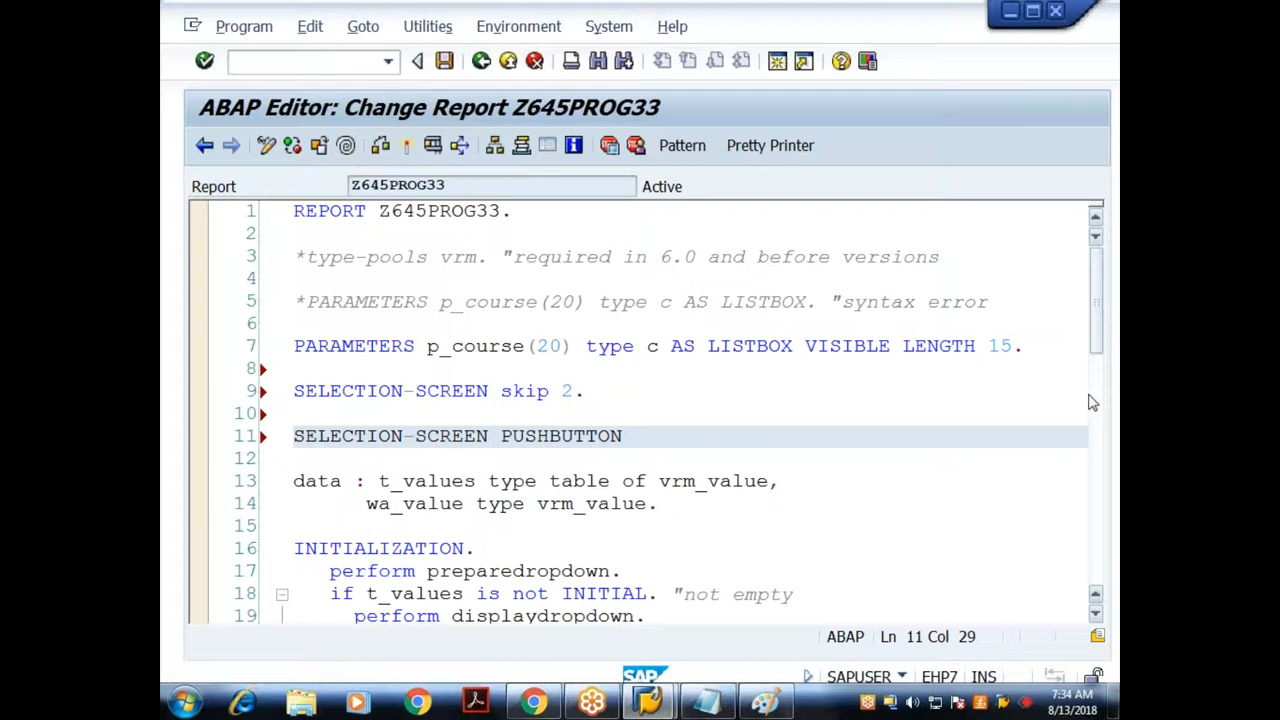 Program Edit Goto Utilities Environment System Help
ABAP Editor: Change Report Z645PROG33
Pattern Pretty Printer
Report Z645PROG33 Active
1 REPORT Z645PROG33.
2
3 *type-pools vrm. "required in 6.0 and before versions
4
5 *PARAMETERS p_course(20) type c AS LISTBOX. "syntax error
6
7 PARAMETERS p_course(20) type c AS LISTBOX VISIBLE LENGTH 15.
8
9 SELECTION-SCREEN skip 2.
10
11 SELECTION-SCREEN PUSHBUTTON
12
13 data : t_values type table of vrm_value,
14 wa_value type vrm_value.
15
16 INITIALIZATION.
17 perform preparedropdown.
18 if t_values is not INITIAL. "not empty
19 perform displaydropdown.
ABAP Ln 11 Col 29
SAP SAPUSER EHP7 INS
7:34 AM
8/13/2018